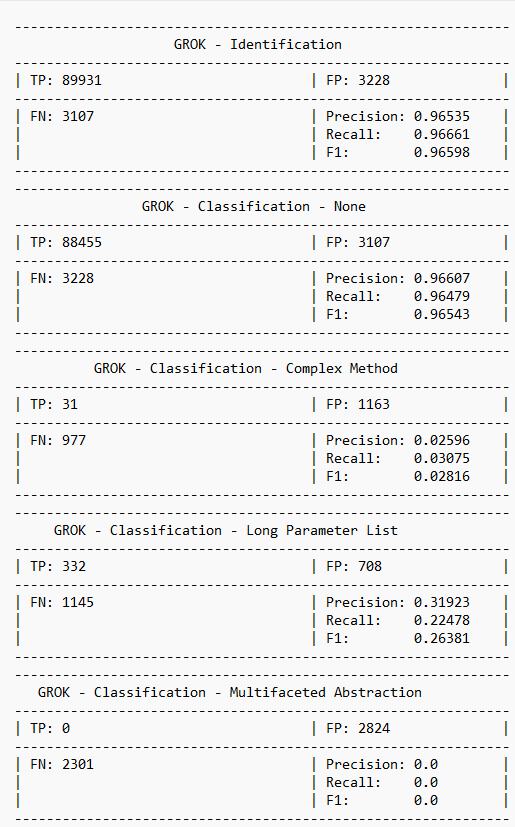 GROK - Identification
| TP: 89931 | FP: 3228 |
| FN: 3107 | Precision: 0.96535 |
| | Recall: 0.96661 |
| | F1: 0.96598 |
GROK - Classification - None
| TP: 88455 | FP: 3107 |
| FN: 3228 | Precision: 0.96607 |
| | Recall: 0.96479 |
| | F1: 0.96543 |
GROK - Classification - Complex Method
| TP: 31 | FP: 1163 |
| FN: 977 | Precision: 0.02596 |
| | Recall: 0.03075 |
| | F1: 0.02816 |
GROK - Classification - Long Parameter List
| TP: 332 | FP: 708 |
| FN: 1145 | Precision: 0.31923 |
| | Recall: 0.22478 |
| | F1: 0.26381 |
GROK - Classification - Multifaceted Abstraction
| TP: 0 | FP: 2824 |
| FN: 2301 | Precision: 0.0 |
| | Recall: 0.0 |
| | F1: 0.0 |